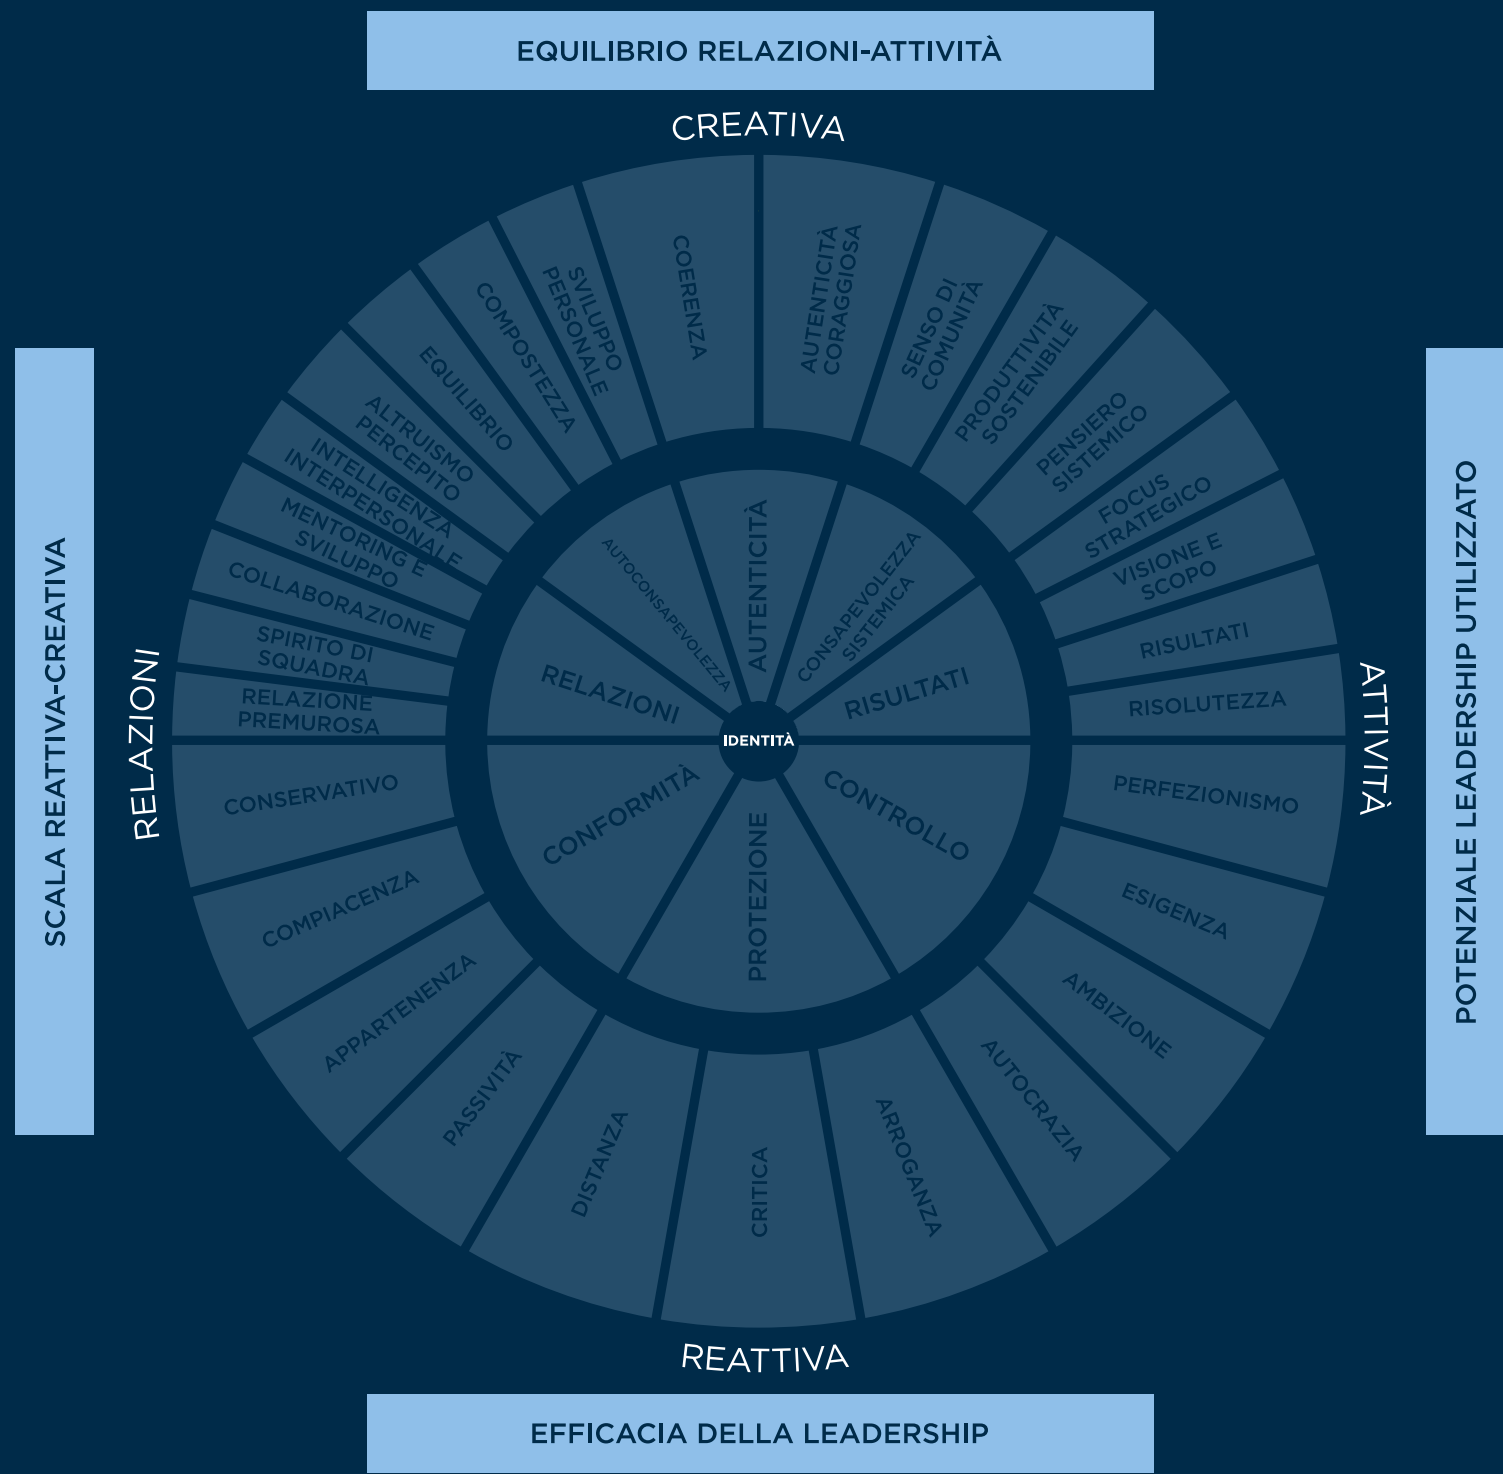 EQUILIBRIO RELAZIONI-ATTIVITÀ
CREATIVA
COERENZA
AUTENTICITÀ
CORAGGIOSA
SENSO DI
COMUNITÀ
PRODUTTIVITÀ
SOSTENIBILE
PENSIERO
SISTEMICO
FOCUS
STRATEGICO
VISIONE E
SCOPO
RISULTATI
RISOLUTEZZA
PERFEZIONISMO
ESIGENZA
AMBIZIONE
AUTOCRAZIA
ARROGANZA
CRITICA
DISTANZA
PASSIVITÀ
APPARTENENZA
COMPIACENZA
CONSERVATIVO
RELAZIONE
PREMUROSA
SPIRITO DI
SQUADRA
COLLABORAZIONE
MENTORING E
SVILUPPO
INTELLIGENZA
INTERPERSONALE
ALTRUISMO
PERCEPITO
EQUILIBRIO
COMPOSTEZZA
SVILUPPO
PERSONALE
RELAZIONI
AUTOCONSAPEVOLEZZA
AUTENTICITÀ
CONSAPEVOLEZZA
SISTEMICA
RISULTATI
IDENTITÀ
CONFORMITÀ
PROTEZIONE
CONTROLLO
SCALA REATTIVA-CREATIVA
RELAZIONI
ATTIVITÀ
POTENZIALE LEADERSHIP UTILIZZATO
REATTIVA
EFFICACIA DELLA LEADERSHIP